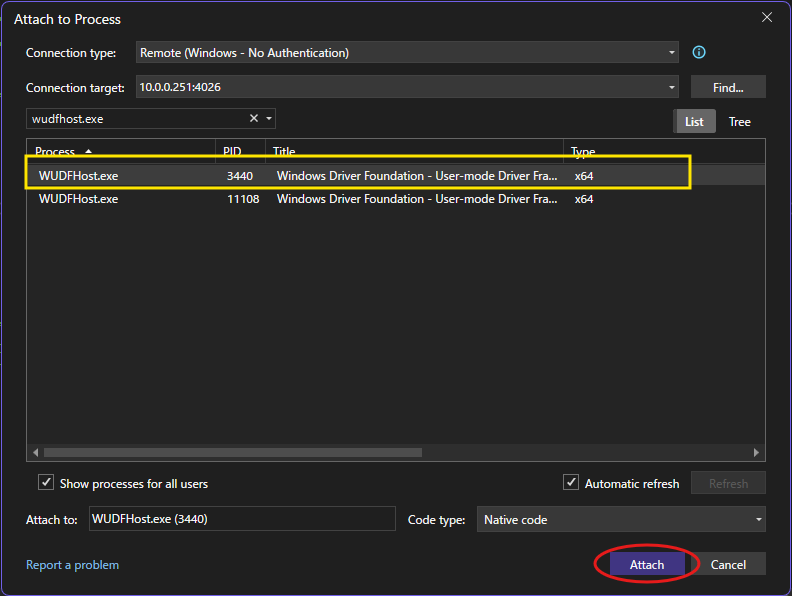 Attach to Process
Connection type: Remote (Windows - No Authentication)
Connection target: 10.0.0.251:4026 Find...
wudfhost.exe List Tree
Process PID Title Type
WUDFHost.exe 3440 Windows Driver Foundation - User-mode Driver Fra... x64
WUDFHost.exe 11108 Windows Driver Foundation - User-mode Driver Fra... x64
Show processes for all users Automatic refresh Refresh
Attach to: WUDFHost.exe (3440) Code type: Native code
Report a problem Attach Cancel